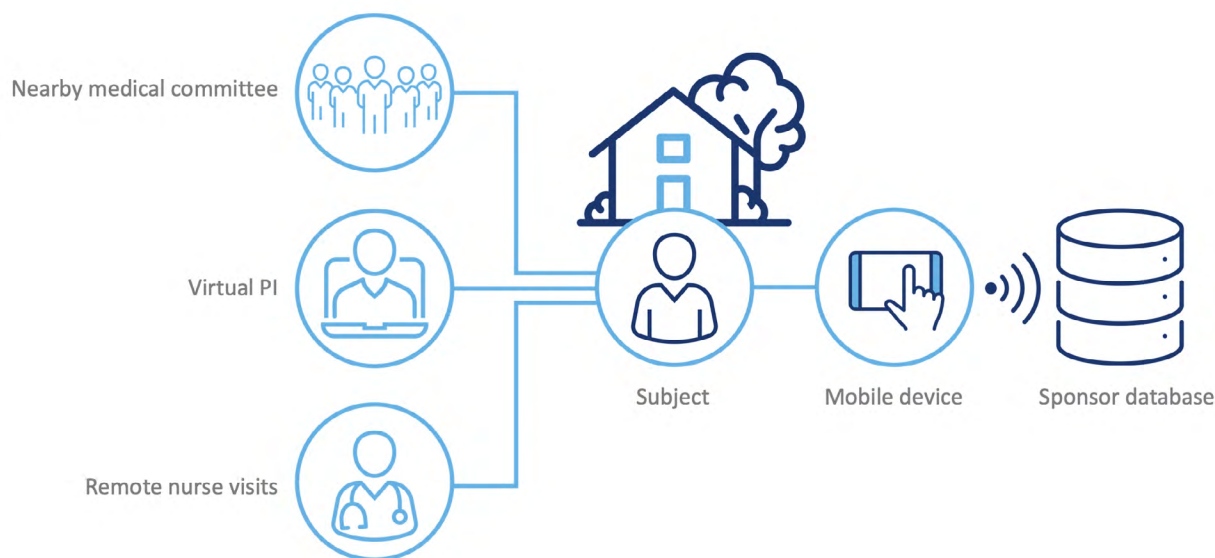 Nearby medical committee
Virtual PI
Remote nurse visits
Subject
Mobile device
Sponsor database